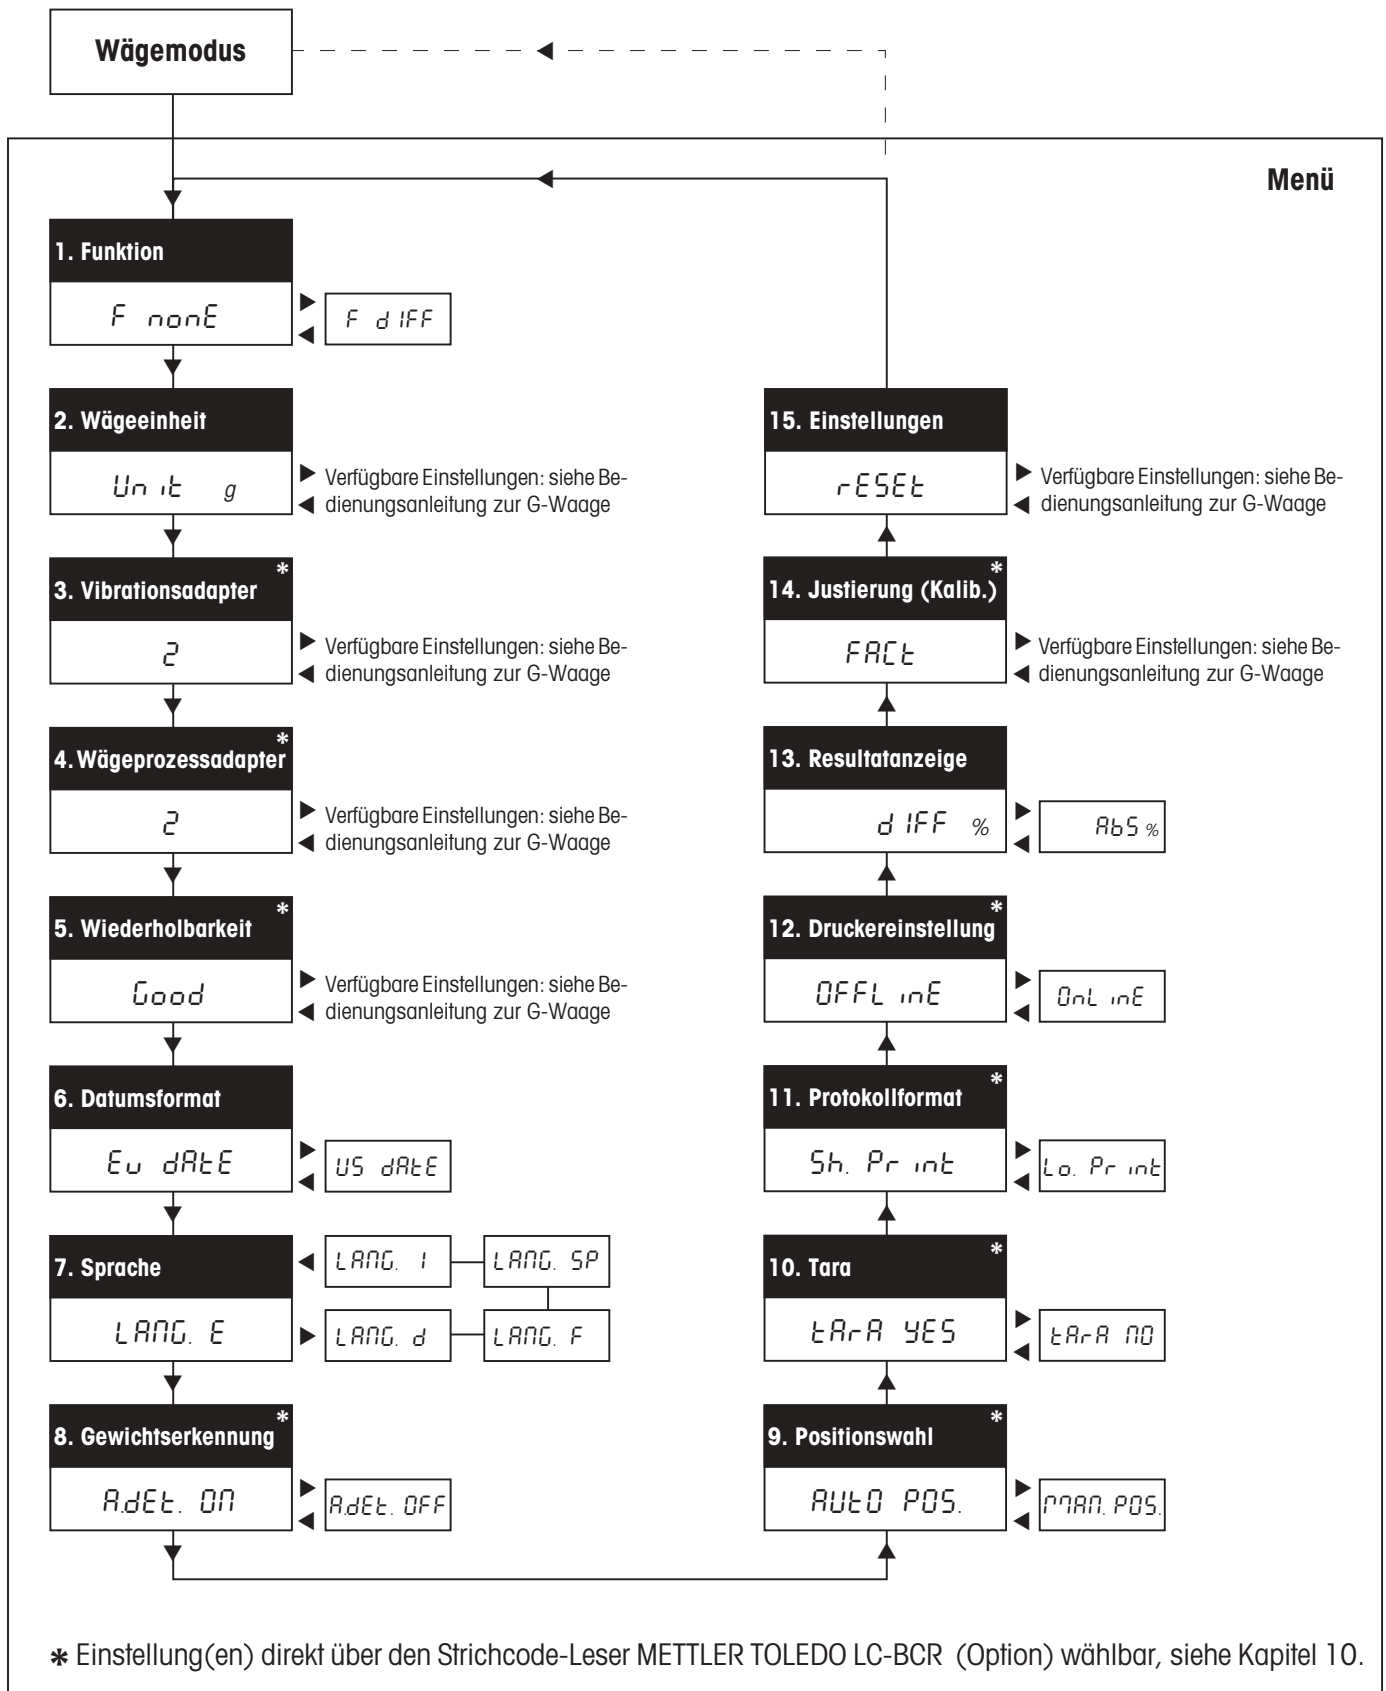 Wägemodus
Menü
1. Funktion
F nonE
F dIFF
2. Wägeeinheit
Unit g
Verfügbare Einstellungen: siehe Be-
dienungsanleitung zur G-Waage
3. Vibrationsadapter *
2
Verfügbare Einstellungen: siehe Be-
dienungsanleitung zur G-Waage
4. Wägeprozessadapter *
2
Verfügbare Einstellungen: siehe Be-
dienungsanleitung zur G-Waage
5. Wiederholbarkeit *
Good
Verfügbare Einstellungen: siehe Be-
dienungsanleitung zur G-Waage
6. Datumsformat
Eu dAtE
US dAtE
7. Sprache
LANG. E
LANG. I
LANG. SP
LANG. d
LANG. F
8. Gewichtserkennung *
A.dEt. ON
A.dEt. OFF
15. Einstellungen
rESEt
Verfügbare Einstellungen: siehe Be-
dienungsanleitung zur G-Waage
14. Justierung (Kalib.) *
FACt
Verfügbare Einstellungen: siehe Be-
dienungsanleitung zur G-Waage
13. Resultatanzeige
dIFF %
AbS %
12. Druckereinstellung *
OFFLinE
OnLinE
11. Protokollformat *
Sh. Print
Lo. Print
10. Tara *
tArA YES
tArA NO
9. Positionswahl *
AUtO POS.
MAN. POS.
* Einstellung(en) direkt über den Strichcode-Leser METTLER TOLEDO LC-BCR (Option) wählbar, siehe Kapitel 10.